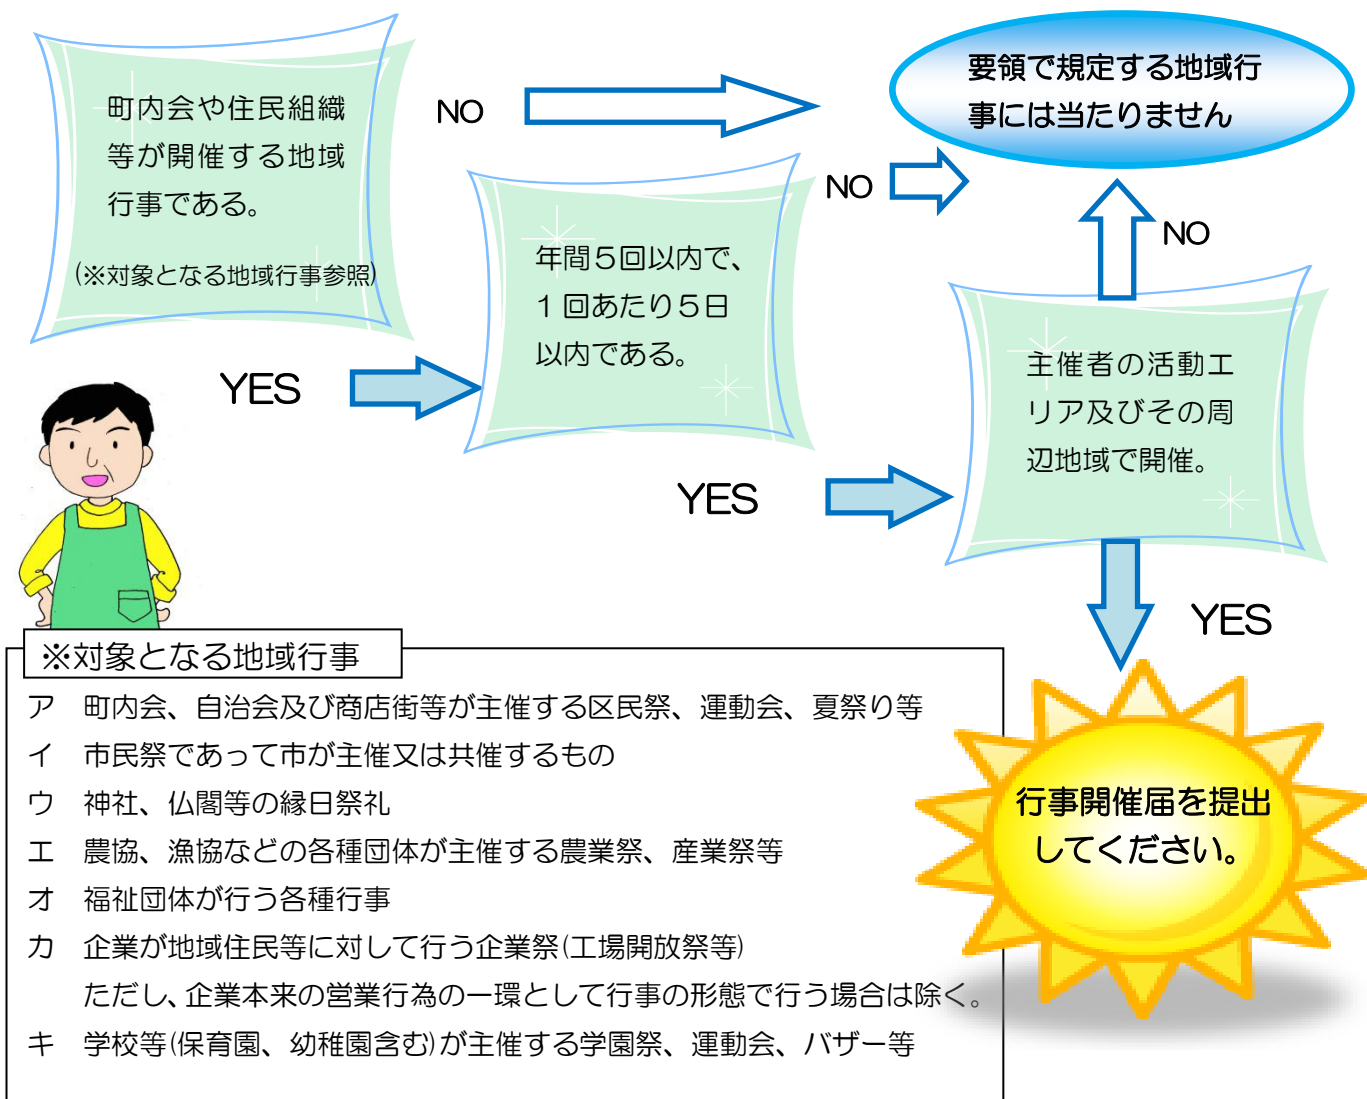 町内会や住民組織
等が開催する地域
行事である。
(※対象となる地域行事参照)
NO
要領で規定する地域行
事には当たりません
YES
年間５回以内で、
１回あたり５日
以内である。
NO
YES
主催者の活動エ
リア及びその周
辺地域で開催。
NO
YES
行事開催届を提出
してください。
※対象となる地域行事
ア　町内会、自治会及び商店街等が主催する区民祭、運動会、夏祭り等
イ　市民祭であって市が主催又は共催するもの
ウ　神社、仏閣等の縁日祭礼
エ　農協、漁協などの各種団体が主催する農業祭、産業祭等
オ　福祉団体が行う各種行事
カ　企業が地域住民等に対して行う企業祭(工場開放祭等)
ただし、企業本来の営業行為の一環として行事の形態で行う場合は除く。
キ　学校等(保育園、幼稚園含む)が主催する学園祭、運動会、バザー等